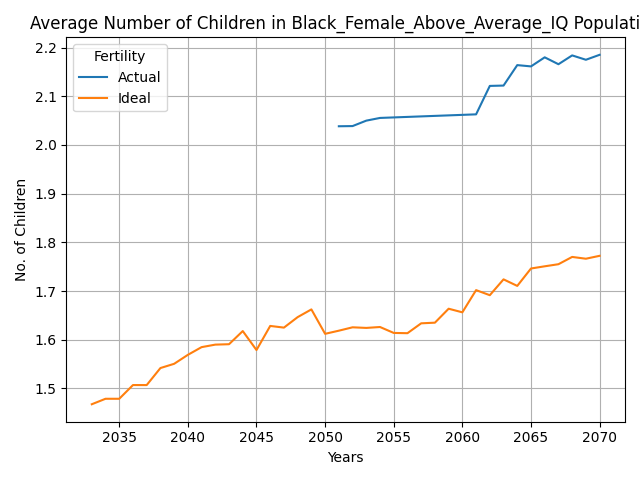 Average Number of Children in Black_Female_Above_Average_IQ Populati
Fertility
Actual
Ideal
No. of Children
2.2
2.1
2.0
1.9
1.8
1.7
1.6
1.5
2035 2040 2045 2050 2055 2060 2065 2070
Years